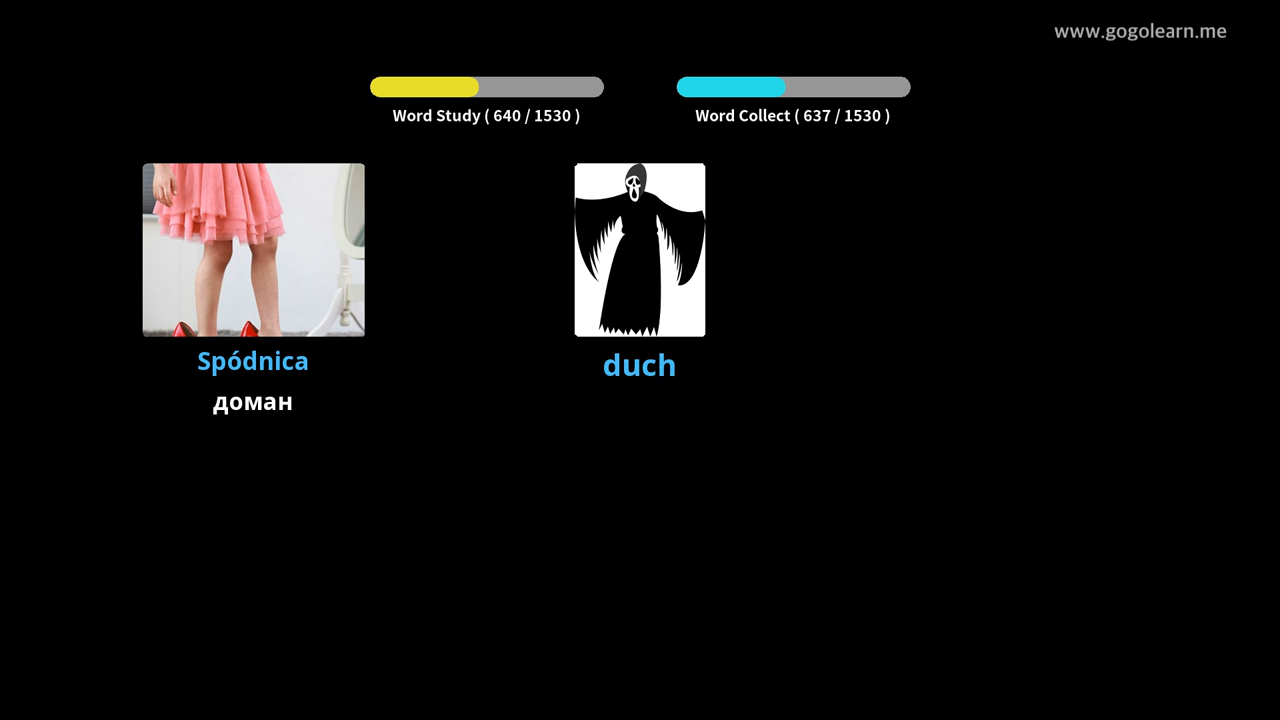 www.gogolearn.me
Word Study ( 640 / 1530 )
Word Collect ( 637 / 1530 )
Spódnica
доман
duch